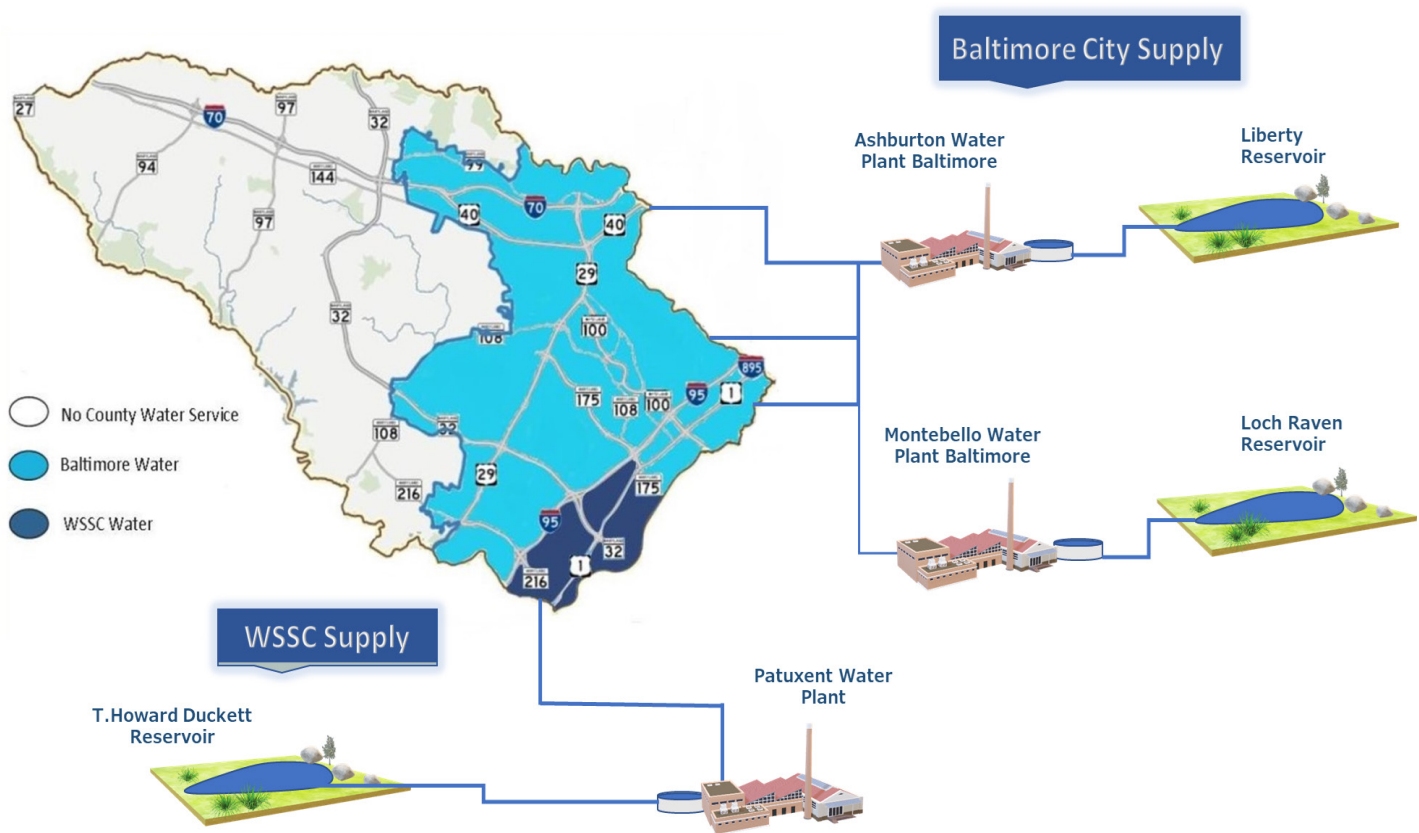 Baltimore City Supply
Ashburton Water
Plant Baltimore
Liberty
Reservoir
27
70
97
32
94
144
99
97
40
70
40
29
32
108
100
895
95
1
175
108
100
No County Water Service
108
32
Montebello Water
Plant Baltimore
Loch Raven
Reservoir
Baltimore Water
29
216
175
WSSC Water
95
32
1
216
WSSC Supply
Patuxent Water
Plant
T.Howard Duckett
Reservoir